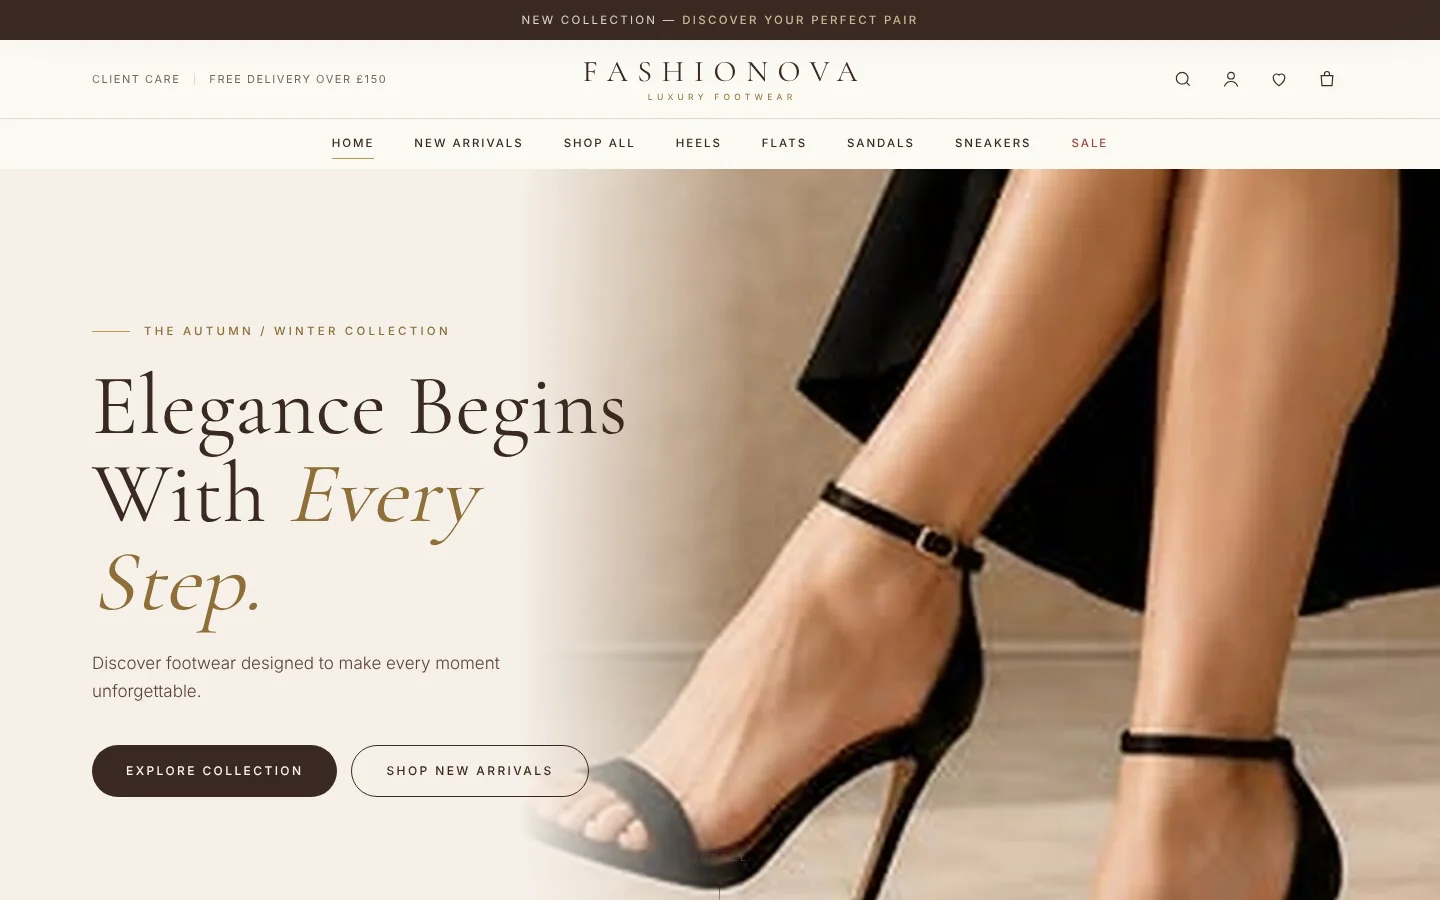 NEW COLLECTION — DISCOVER YOUR PERFECT PAIR
CLIENT CARE
FREE DELIVERY OVER £150
FASHIONOVA
LUXURY FOOTWEAR
HOME
NEW ARRIVALS
SHOP ALL
HEELS
FLATS
SANDALS
SNEAKERS
SALE
THE AUTUMN / WINTER COLLECTION
Elegance Begins
With Every
Step.
Discover footwear designed to make every moment
unforgettable.
EXPLORE COLLECTION
SHOP NEW ARRIVALS